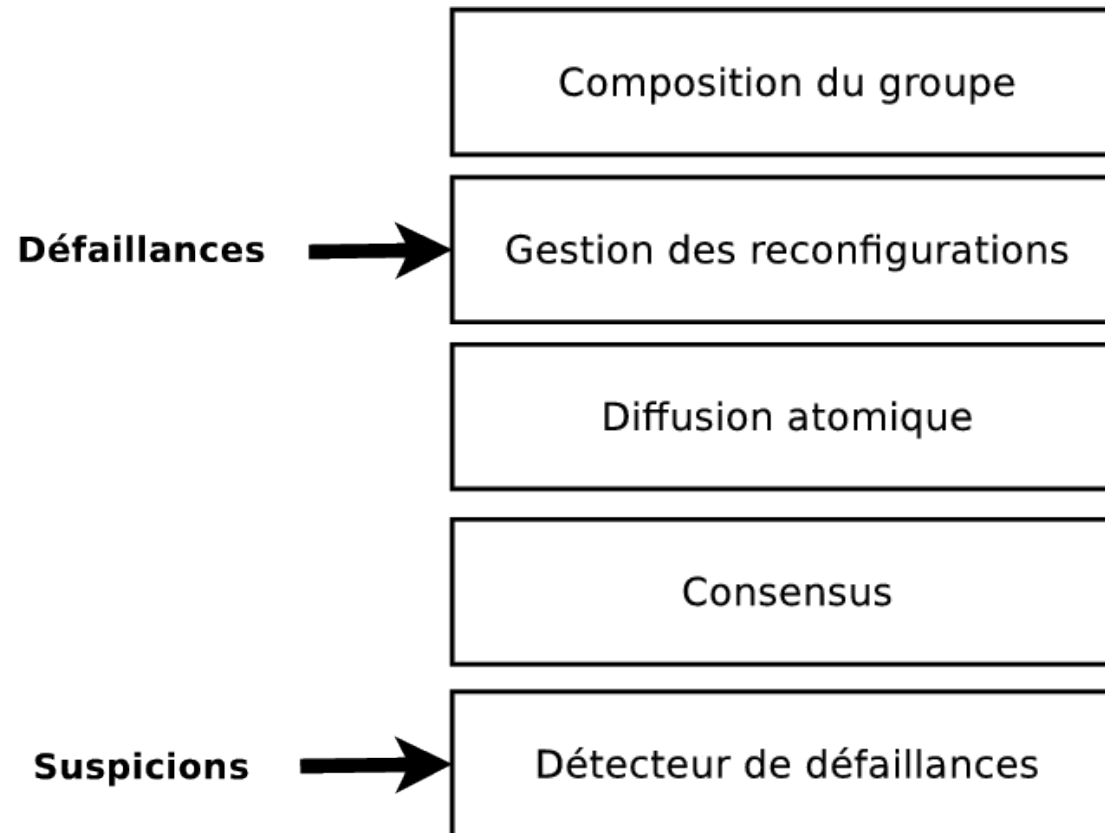 Composition du groupe
Défaillances
Gestion des reconfigurations
Diffusion atomique
Consensus
Suspicions
Détecteur de défaillances